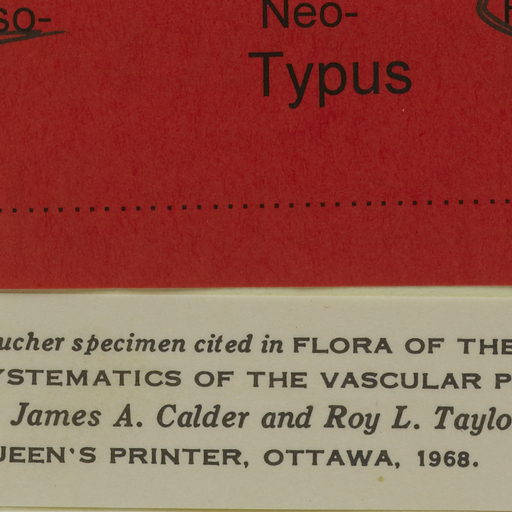 so- Neo-
Typus
ucher specimen cited in FLORA OF THE
YSTEMATICS OF THE VASCULAR P
James A. Calder and Roy L. Taylo
UEEN'S PRINTER, OTTAWA, 1968.